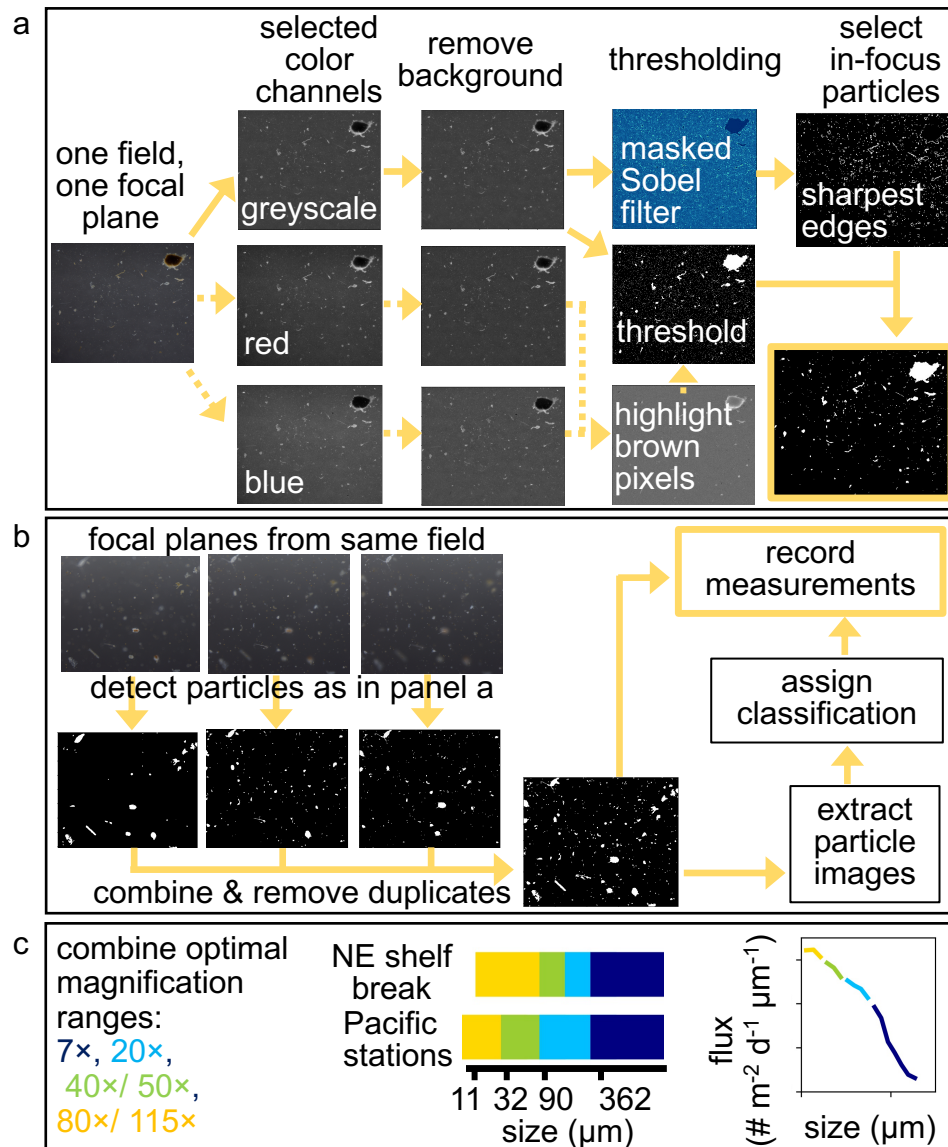 a
selected
color
channels
remove
background
thresholding
select
in-focus
particles
one field,
one focal
plane
greyscale
masked
Sobel
filter
sharpest
edges
red
threshold
blue
highlight
brown
pixels
b
focal planes from same field
detect particles as in panel a
combine & remove duplicates
record
measurements
assign
classification
extract
particle
images
c
combine optimal
magnification
ranges:
7×, 20×,
40×/ 50×,
80×/ 115×
NE shelf
break
Pacific
stations
11 32 90 362
size (µm)
flux
(# m⁻² d⁻¹ µm⁻¹)
size (µm)